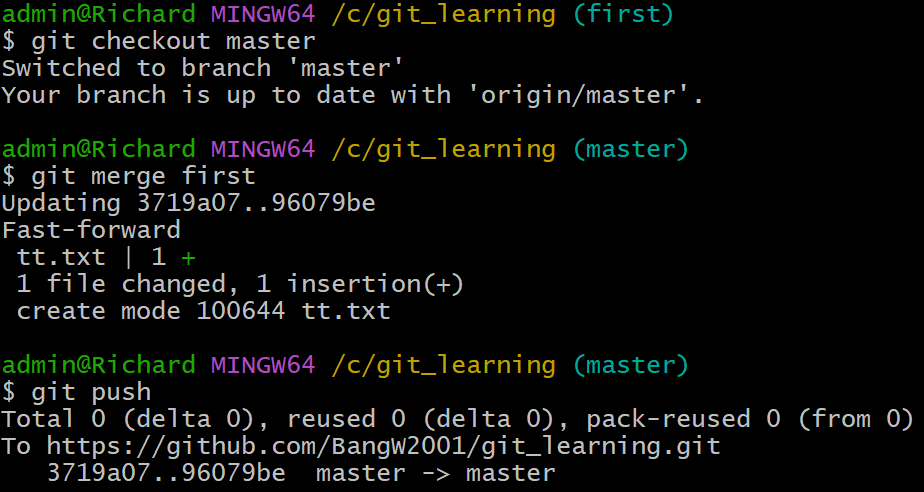 admin@Richard MINGW64 /c/git_learning (first)
$ git checkout master
Switched to branch 'master'
Your branch is up to date with 'origin/master'.

admin@Richard MINGW64 /c/git_learning (master)
$ git merge first
Updating 3719a07..96079be
Fast-forward
 tt.txt | 1 +
 1 file changed, 1 insertion(+)
 create mode 100644 tt.txt

admin@Richard MINGW64 /c/git_learning (master)
$ git push
Total 0 (delta 0), reused 0 (delta 0), pack-reused 0 (from 0)
To https://github.com/BangW2001/git_learning.git
   3719a07..96079be  master -> master